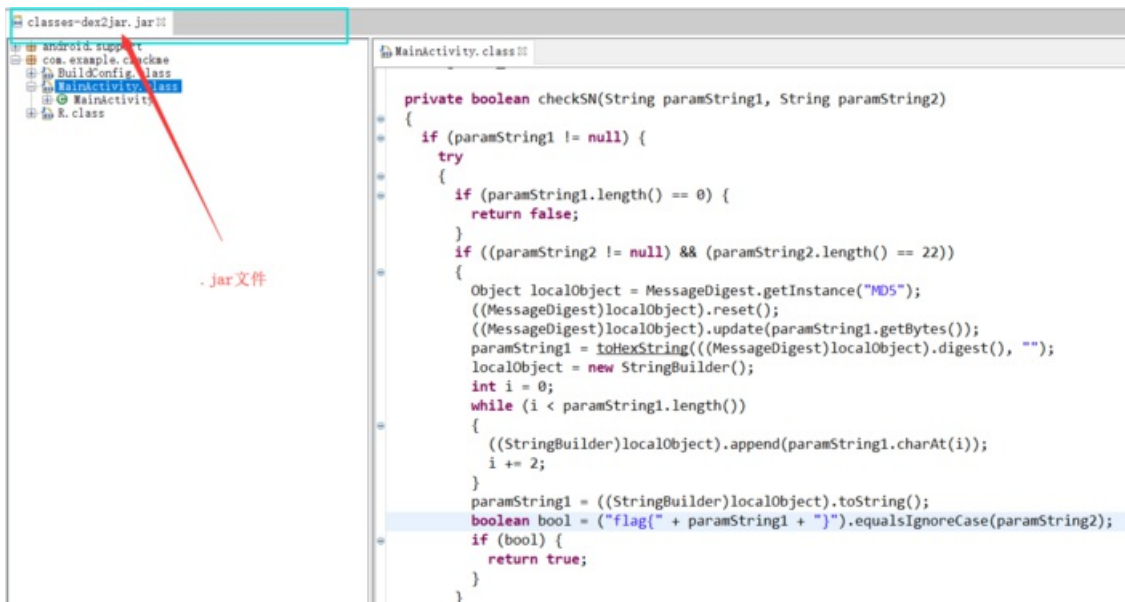 classes-dex2jar.jar
android.support
com.example.crackme
BuildConfig.class
MainActivity.class
MainActivity
R.class
.jar文件
MainActivity.class
private boolean checkSN(String paramString1, String paramString2)
{
if (paramString1 != null) {
try
{
if (paramString1.length() == 0) {
return false;
}
if ((paramString2 != null) && (paramString2.length() == 22))
{
Object localObject = MessageDigest.getInstance("MD5");
((MessageDigest)localObject).reset();
((MessageDigest)localObject).update(paramString1.getBytes());
paramString1 = toHexString(((MessageDigest)localObject).digest(), "");
localObject = new StringBuilder();
int i = 0;
while (i < paramString1.length())
{
((StringBuilder)localObject).append(paramString1.charAt(i));
i += 2;
}
paramString1 = ((StringBuilder)localObject).toString();
boolean bool = ("flag{" + paramString1 + "}").equalsIgnoreCase(paramString2);
if (bool) {
return true;
}
}